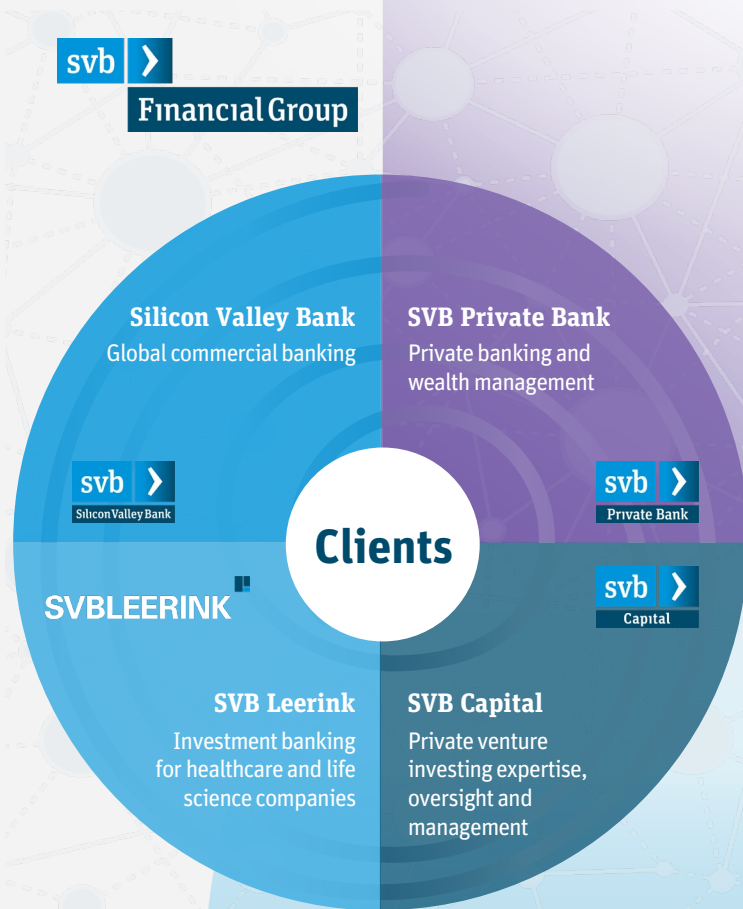 svb
Financial Group
Silicon Valley Bank
Global commercial banking
SVB Private Bank
Private banking and
wealth management
svb
Silicon Valley Bank
svb
Private Bank
Clients
SVBLEERINK
svb
Capital
SVB Leerink
Investment banking
for healthcare and life
science companies
SVB Capital
Private venture
investing expertise,
oversight and
management